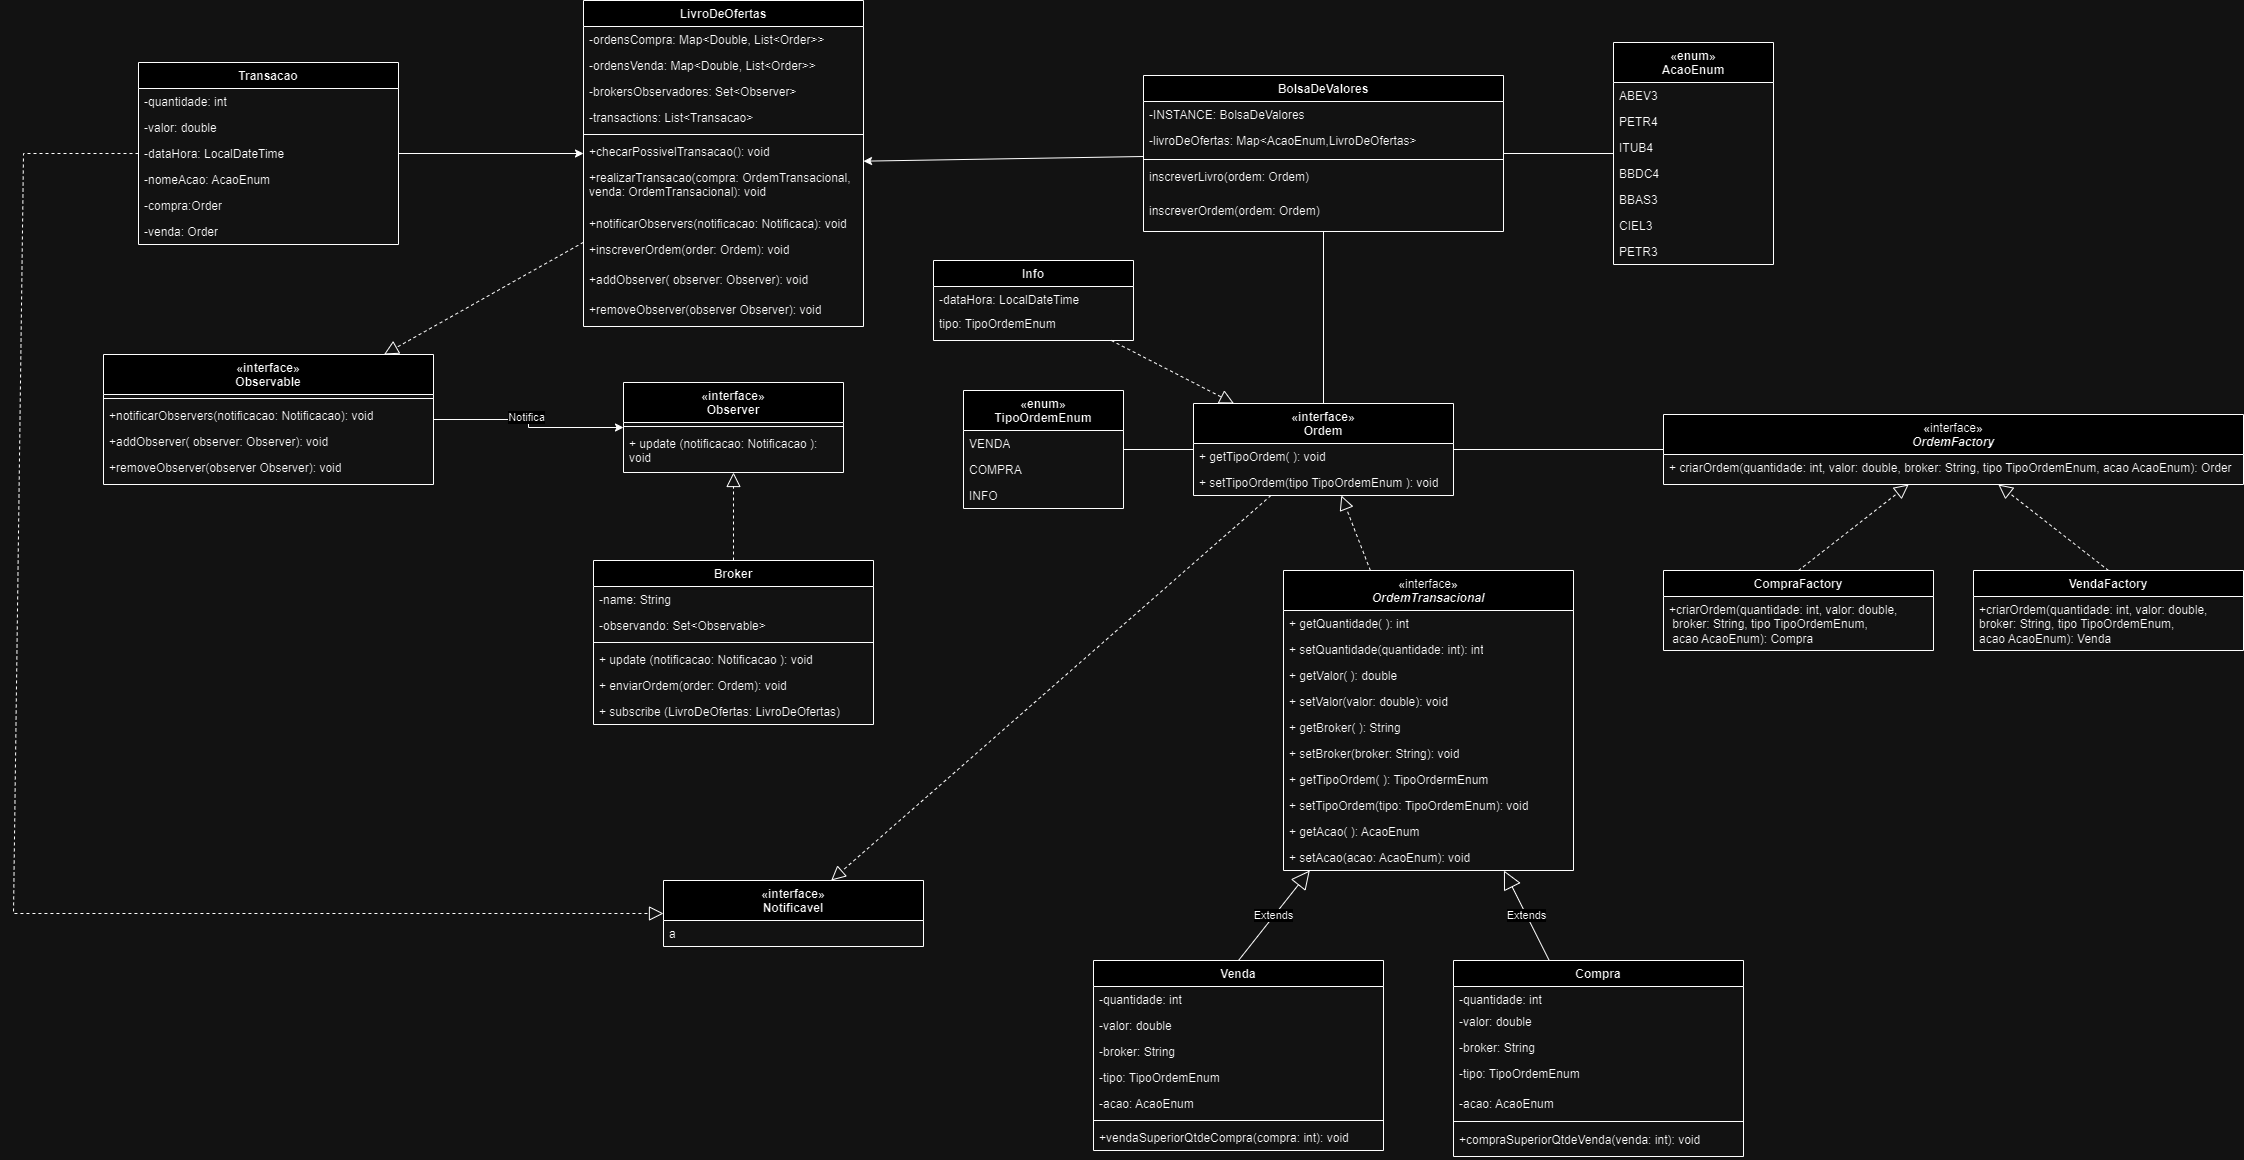 LivroDeOfertas
-ordensCompra: Map<Double, List<Order>>
-ordensVenda: Map<Double, List<Order>>
-brokersObservadores: Set<Observer>
-transactions: List<Transacao>
+checarPossivelTransacao(): void
+realizarTransacao(compra: OrdemTransacional,
venda: OrdemTransacional): void
+notificarObservers(notificacao: Notificaca): void
+inscreverOrdem(order: Ordem): void
+addObserver( observer: Observer): void
+removeObserver(observer Observer): void
Transacao
-quantidade: int
-valor: double
-dataHora: LocalDateTime
-nomeAcao: AcaoEnum
-compra:Order
-venda: Order
BolsaDeValores
-INSTANCE: BolsaDeValores
-livroDeOfertas: Map<AcaoEnum,LivroDeOfertas>
inscreverLivro(ordem: Ordem)
inscreverOrdem(ordem: Ordem)
«enum»
AcaoEnum
ABEV3
PETR4
ITUB4
BBDC4
BBAS3
CIEL3
PETR3
Info
-dataHora: LocalDateTime
tipo: TipoOrdemEnum
«interface»
Observable
+notificarObservers(notificacao: Notificacao): void
+addObserver( observer: Observer): void
+removeObserver(observer Observer): void
Notifica
«interface»
Observer
+ update (notificacao: Notificacao ):
void
«enum»
TipoOrdemEnum
VENDA
COMPRA
INFO
«interface»
Ordem
+ getTipoOrdem( ): void
+ setTipoOrdem(tipo TipoOrdemEnum ): void
«interface»
OrdemFactory
+ criarOrdem(quantidade: int, valor: double, broker: String, tipo TipoOrdemEnum, acao AcaoEnum): Order
Broker
-name: String
-observando: Set<Observable>
+ update (notificacao: Notificacao ): void
+ enviarOrdem(order: Ordem): void
+ subscribe (LivroDeOfertas: LivroDeOfertas)
«interface»
OrdemTransacional
+ getQuantidade( ): int
+ setQuantidade(quantidade: int): int
+ getValor( ): double
+ setValor(valor: double): void
+ getBroker( ): String
+ setBroker(broker: String): void
+ getTipoOrdem( ): TipoOrdermEnum
+ setTipoOrdem(tipo: TipoOrdemEnum): void
+ getAcao( ): AcaoEnum
+ setAcao(acao: AcaoEnum): void
CompraFactory
+criarOrdem(quantidade: int, valor: double,
broker: String, tipo TipoOrdemEnum,
acao AcaoEnum): Compra
VendaFactory
+criarOrdem(quantidade: int, valor: double,
broker: String, tipo TipoOrdemEnum,
acao AcaoEnum): Venda
«interface»
Notificavel
a
Extends
Extends
Venda
-quantidade: int
-valor: double
-broker: String
-tipo: TipoOrdemEnum
-acao: AcaoEnum
+vendaSuperiorQtdeCompra(compra: int): void
Compra
-quantidade: int
-valor: double
-broker: String
-tipo: TipoOrdemEnum
-acao: AcaoEnum
+compraSuperiorQtdeVenda(venda: int): void